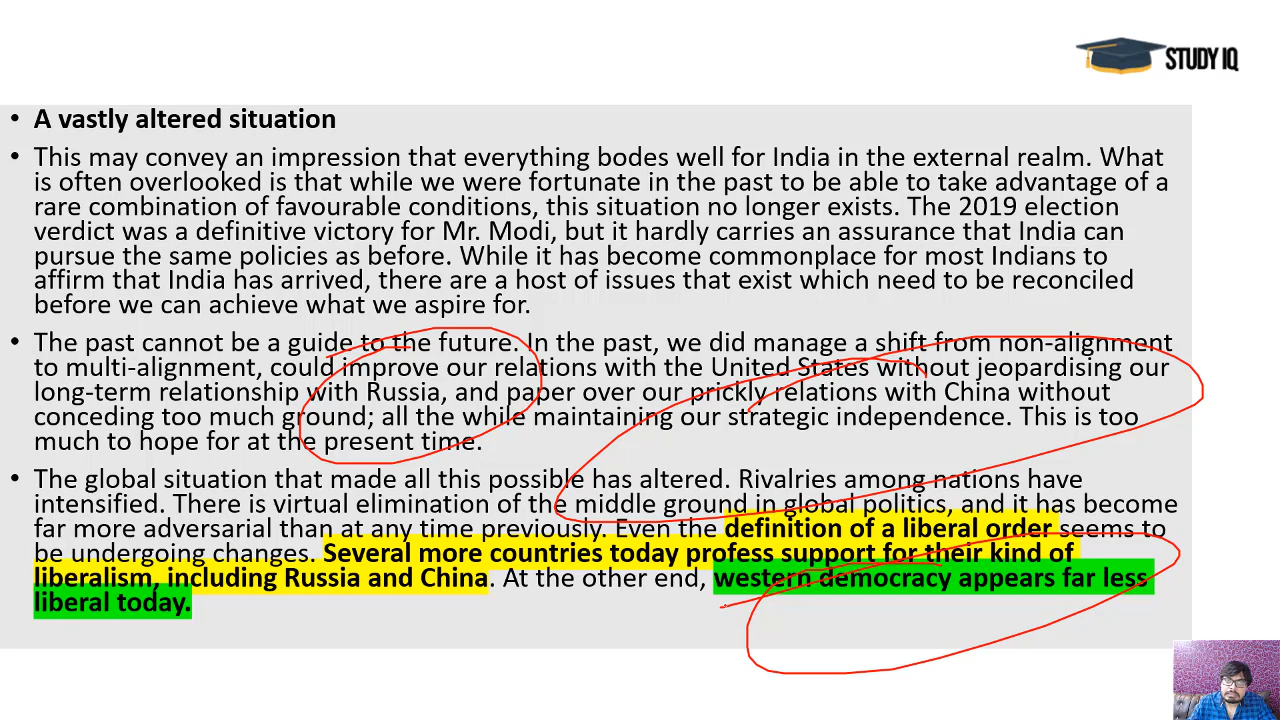 STUDY IQ
• A vastly altered situation
• This may convey an impression that everything bodes well for India in the external realm. What
is often overlooked is that while we were fortunate in the past to be able to take advantage of a
rare combination of favourable conditions, this situation no longer exists. The 2019 election
verdict was a definitive victory for Mr. Modi, but it hardly carries an assurance that India can
pursue the same policies as before. While it has become commonplace for most Indians to
affirm that India has arrived, there are a host of issues that exist which need to be reconciled
before we can achieve what we aspire for.
• The past cannot be a guide to the future. In the past, we did manage a shift from non-alignment
to multi-alignment, could improve our relations with the United States without jeopardising our
long-term relationship with Russia, and paper over our prickly relations with China without
conceding too much ground; all the while maintaining our strategic independence. This is too
much to hope for at the present time.
• The global situation that made all this possible has altered. Rivalries among nations have
intensified. There is virtual elimination of the middle ground in global politics, and it has become
far more adversarial than at any time previously. Even the definition of a liberal order seems to
be undergoing changes. Several more countries today profess support for their kind of
liberalism, including Russia and China. At the other end, western democracy appears far less
liberal today.